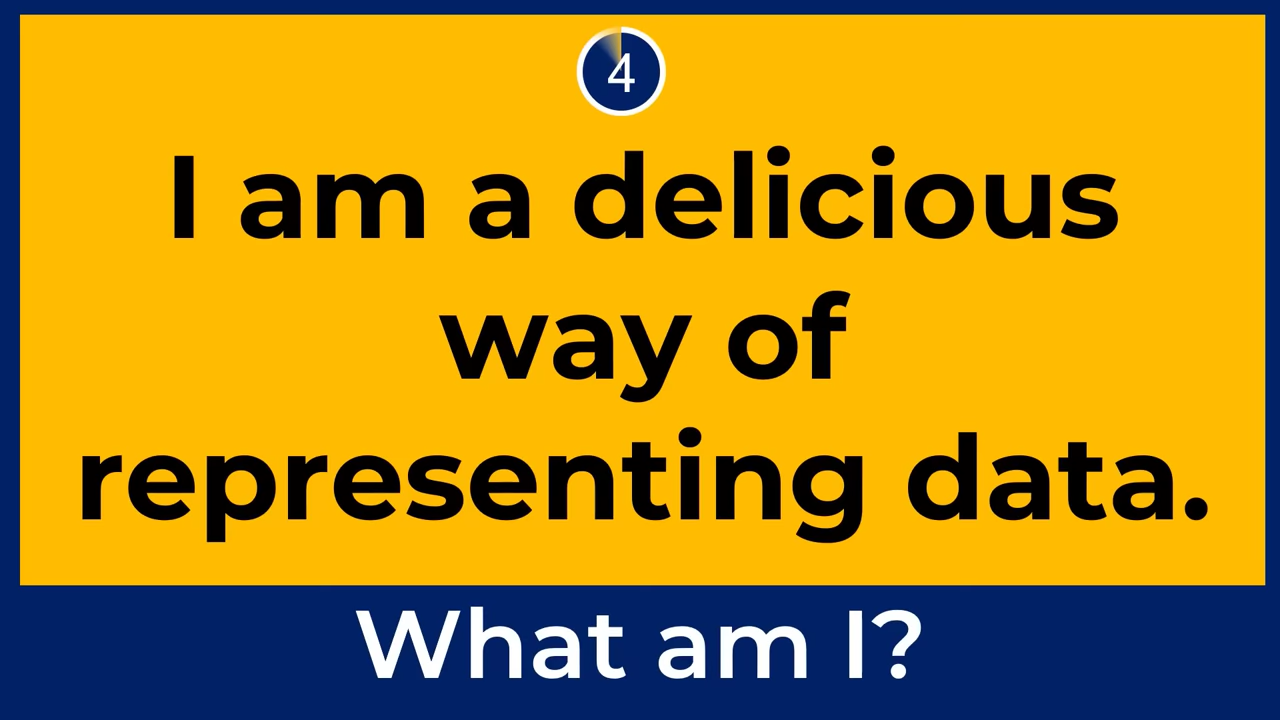 4
I am a delicious
way of
representing data.
What am I?